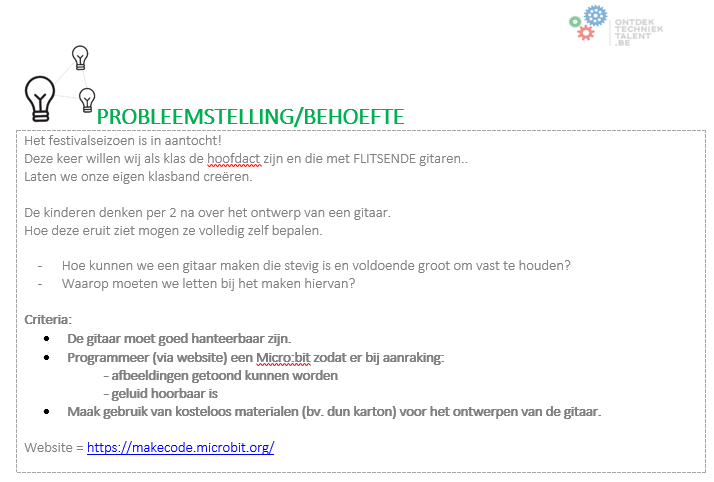 ONTDEK
TECHNIEK
TALENT
.BE
PROBLEEMSTELLING/BEHOEFTE
Het festivalseizoen is in aantocht!
Deze keer willen wij als klas de hoofdact zijn en die met FLITSENDE gitaren..
Laten we onze eigen klasband creëren.
De kinderen denken per 2 na over het ontwerp van een gitaar.
Hoe deze eruit ziet mogen ze volledig zelf bepalen.
- Hoe kunnen we een gitaar maken die stevig is en voldoende groot om vast te houden?
- Waarop moeten we letten bij het maken hiervan?
Criteria:
• De gitaar moet goed hanteerbaar zijn.
• Programmeer (via website) een Micro:bit zodat er bij aanraking:
- afbeeldingen getoond kunnen worden
- geluid hoorbaar is
• Maak gebruik van kosteloos materialen (bv. dun karton) voor het ontwerpen van de gitaar.
Website = https://makecode.microbit.org/